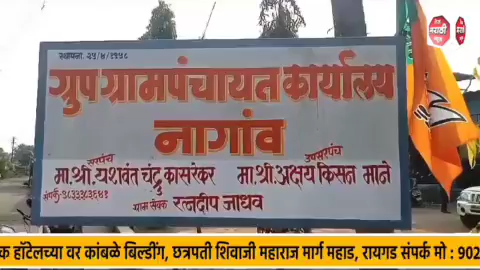 स्थापना. २५/४/१९५८
ग्रुप ग्रामपंचायत कार्यालय
नागांव
सरपंच
मा.श्री.यशवंत चंद्रु कासरेकर
उपसरपंच
मा.श्री.अक्षय किसन माने
ग्राम सेवक रत्नदीप जाधव
मराठी
क हॉटेलच्या वर कांबळे बिल्डींग, छत्रपती शिवाजी महाराज मार्ग महाड, रायगड संपर्क मो : 902